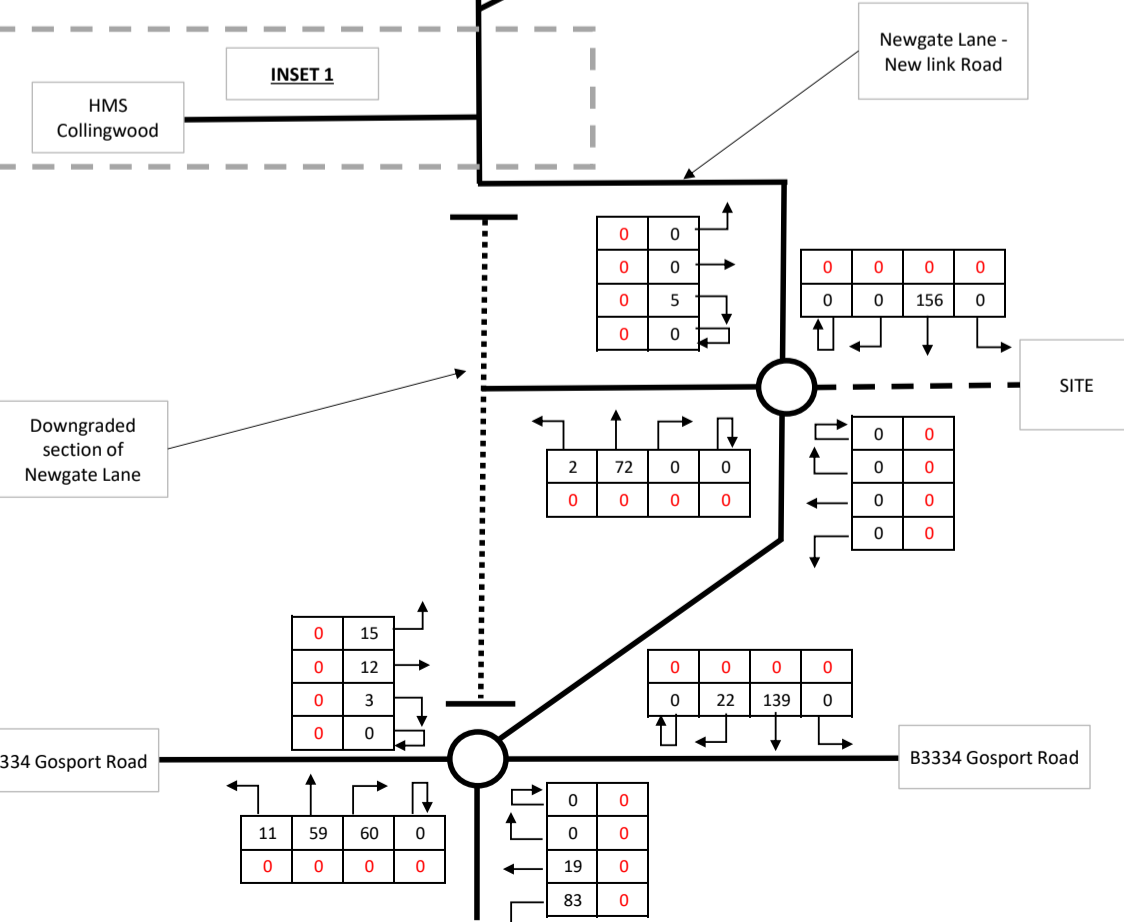 Newgate Lane -
New link Road
INSET 1
HMS
Collingwood
0 0
0 0
0 5
0 0
0 0 0 0
0 0 156 0
SITE
Downgraded
section of
Newgate Lane
2 72 0 0
0 0 0 0
0 0
0 0
0 0
0 0
0 15
0 12
0 3
0 0
0 0 0 0
0 22 139 0
334 Gosport Road
B3334 Gosport Road
11 59 60 0
0 0 0 0
0 0
0 0
19 0
83 0